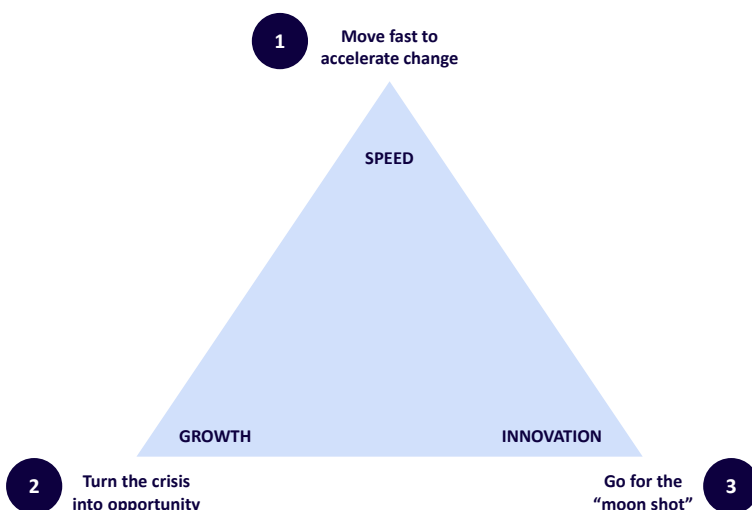 1
Move fast to
accelerate change
SPEED
GROWTH
INNOVATION
2
Turn the crisis
into opportunity
Go for the
“moon shot”
3